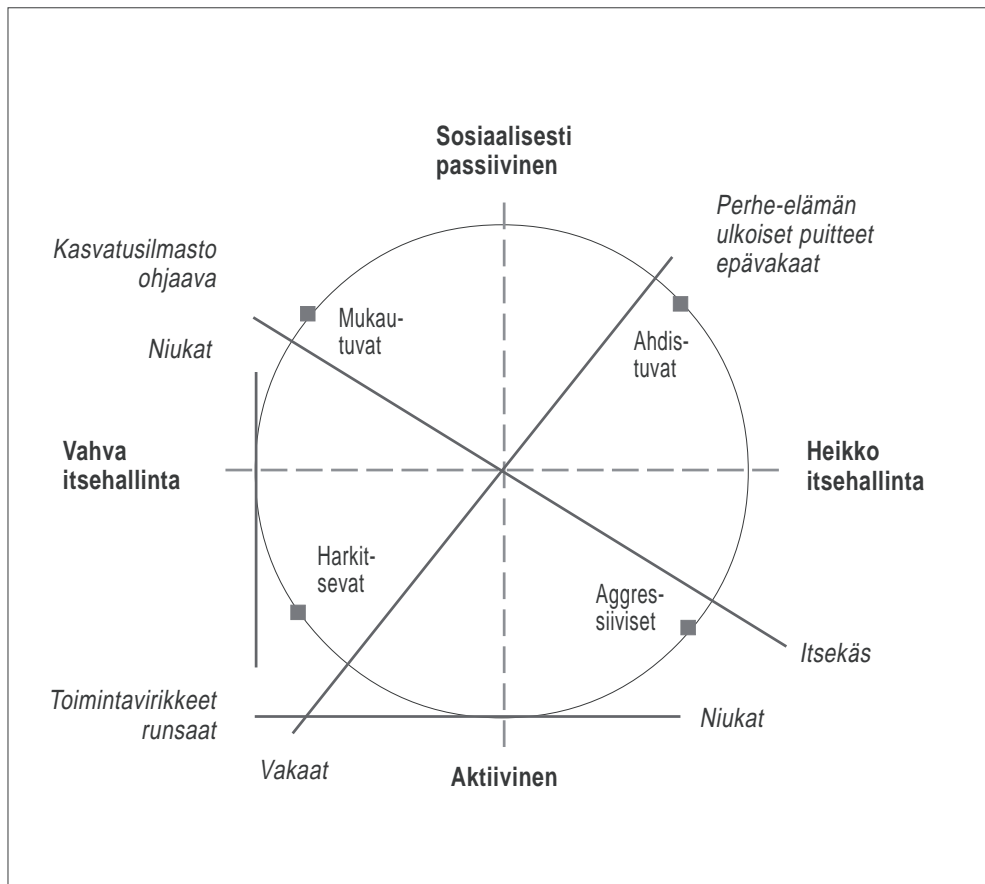 Sosiaalisesti
passiivinen
Perhe-elämän
ulkoiset puitteet
epävakaat
Kasvatusilmasto
ohjaava
Mukau-
tuvat
Ahdis-
tuvat
Niukat
Vahva
itsehallinta
Heikko
itsehallinta
Harkit-
sevat
Aggres-
siiviset
Itsekäs
Toimintavirikkeet
runsaat
Niukat
Vakaat
Aktiivinen